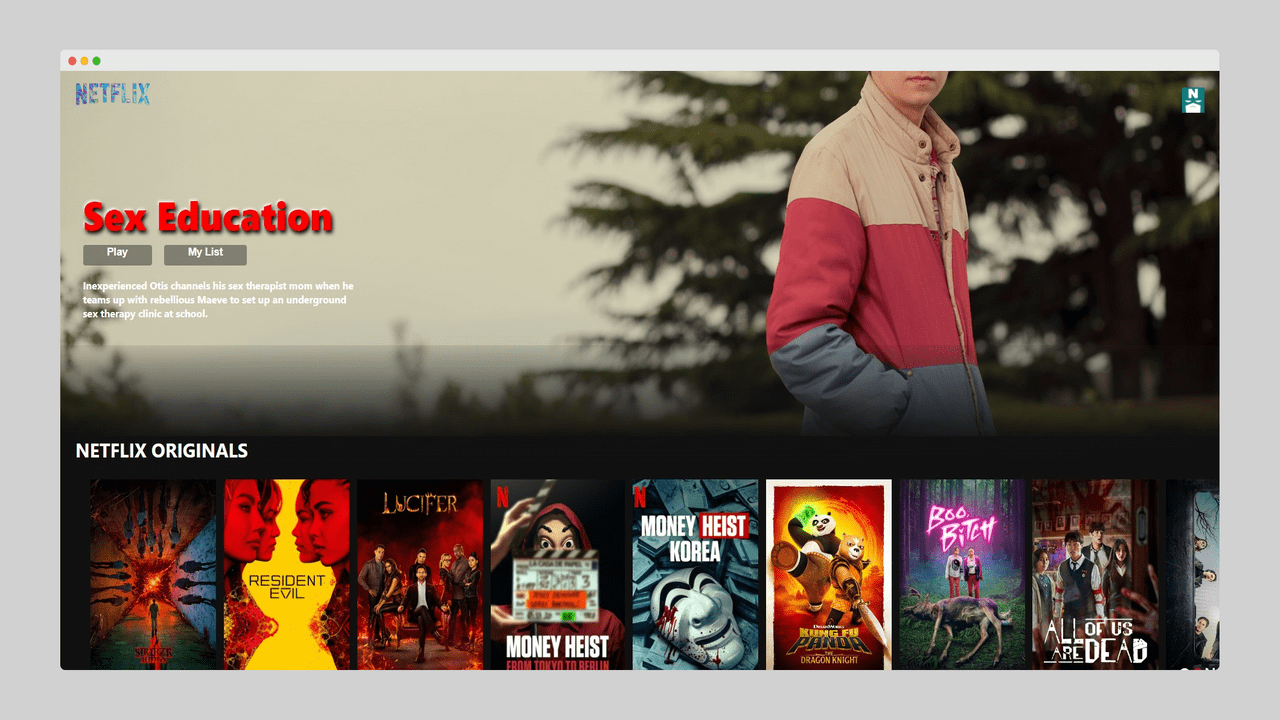 NETFLIX
N
Sex Education
Play
My List
Inexperienced Otis channels his sex therapist mom when he
teams up with rebellious Maeve to set up an underground
sex therapy clinic at school.
NETFLIX ORIGINALS
STRANGER
THINGS
RESIDENT
EVIL
LUCIFER
N
MONEY HEIST
FROM TOKYO TO BERLIN
N
MONEY HEIST
KOREA
DREAMWORKS
KUNG FU
PANDA
THE
DRAGON KNIGHT
BOO,
BITCH
ALL OF US
ARE DEAD